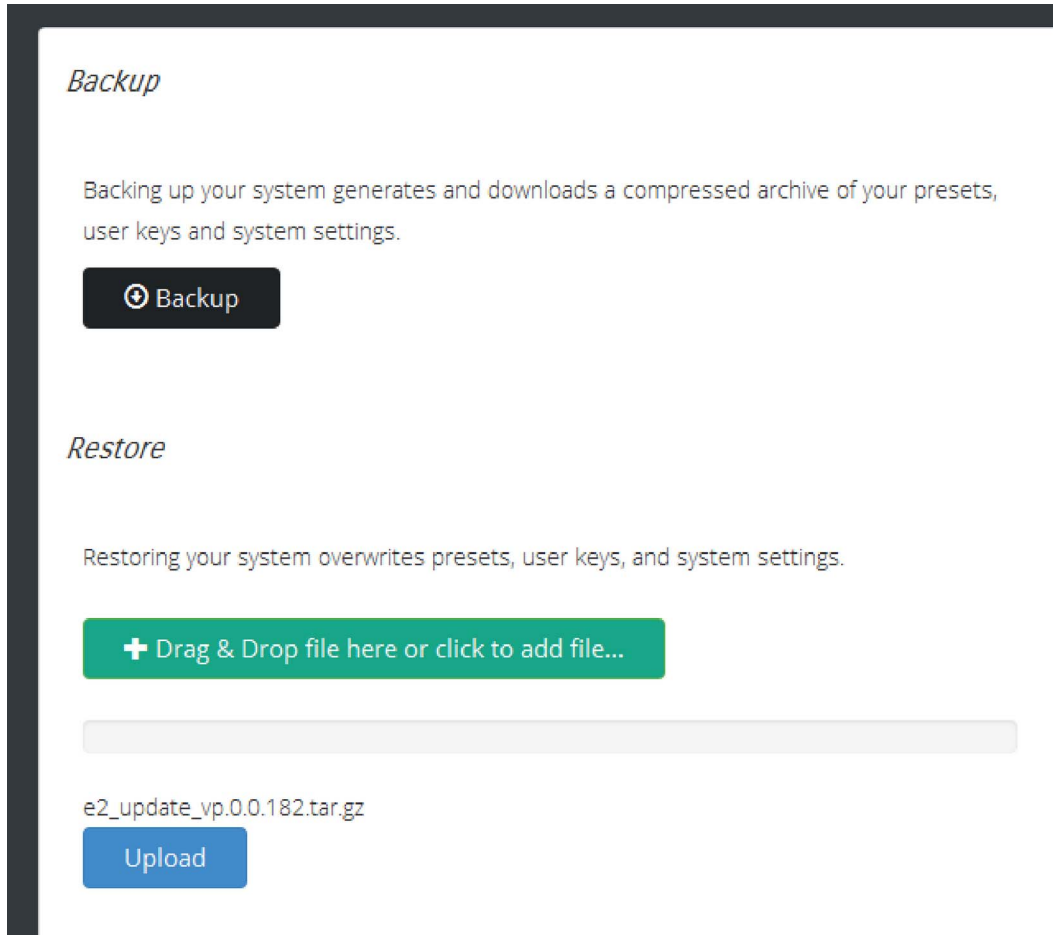 Backup
Backing up your system generates and downloads a compressed archive of your presets,
user keys and system settings.
Backup
Restore
Restoring your system overwrites presets, user keys, and system settings.
Drag & Drop file here or click to add file...
e2_update_vp.0.0.182.tar.gz
Upload